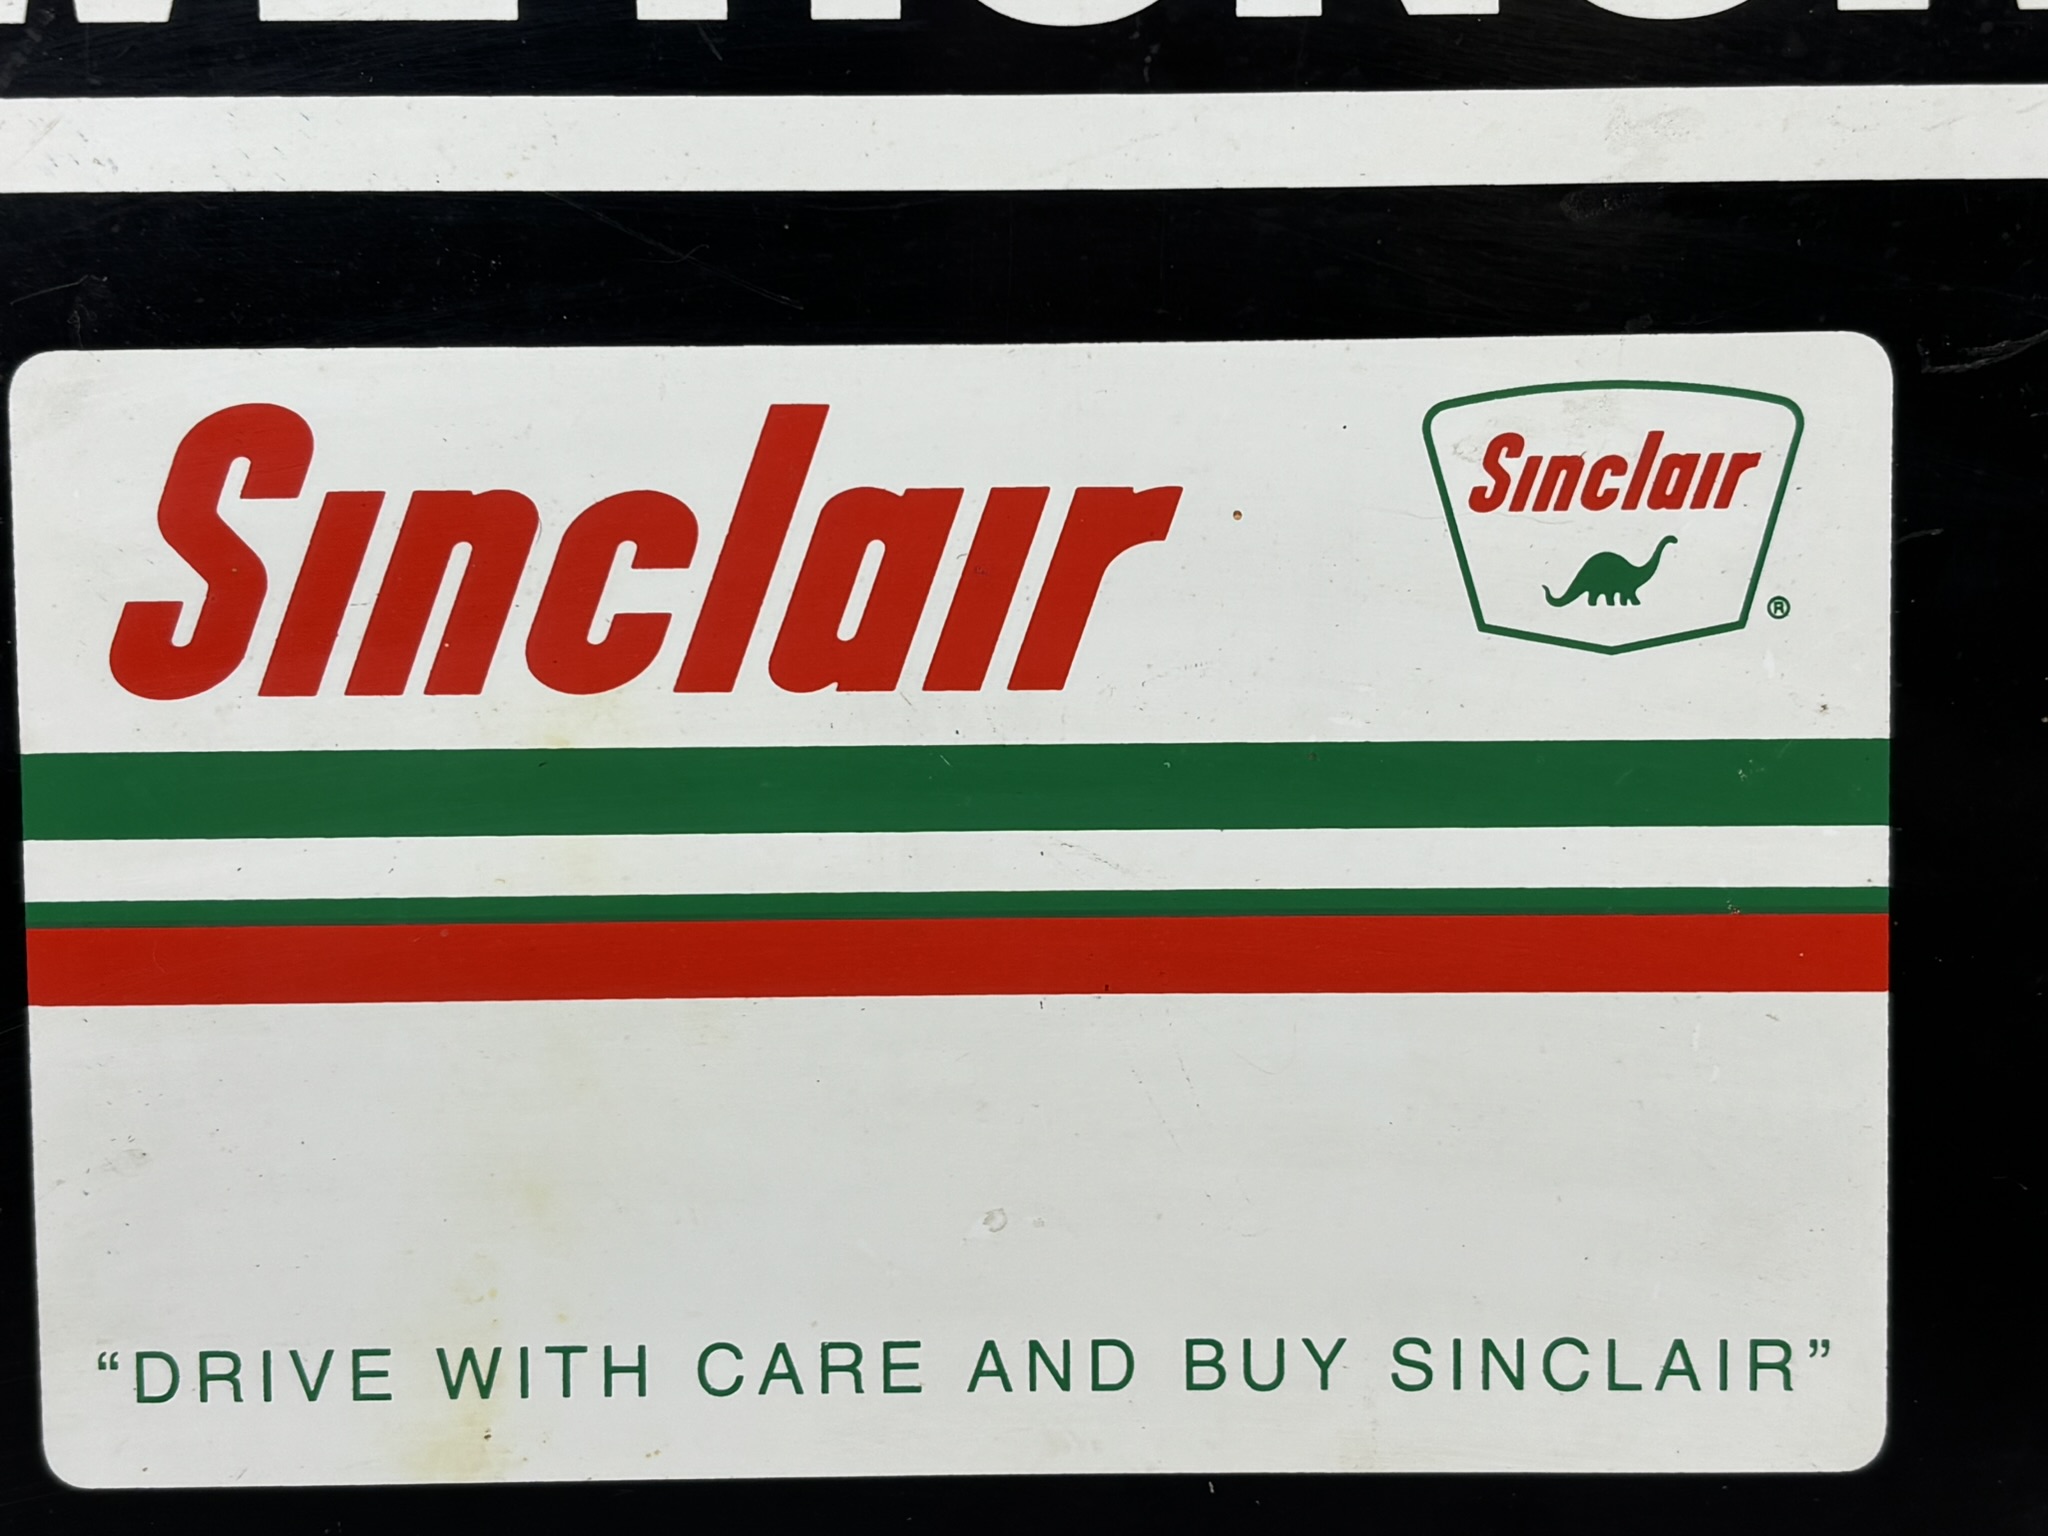 Sinclair
Sinclair
®
“DRIVE WITH CARE AND BUY SINCLAIR”